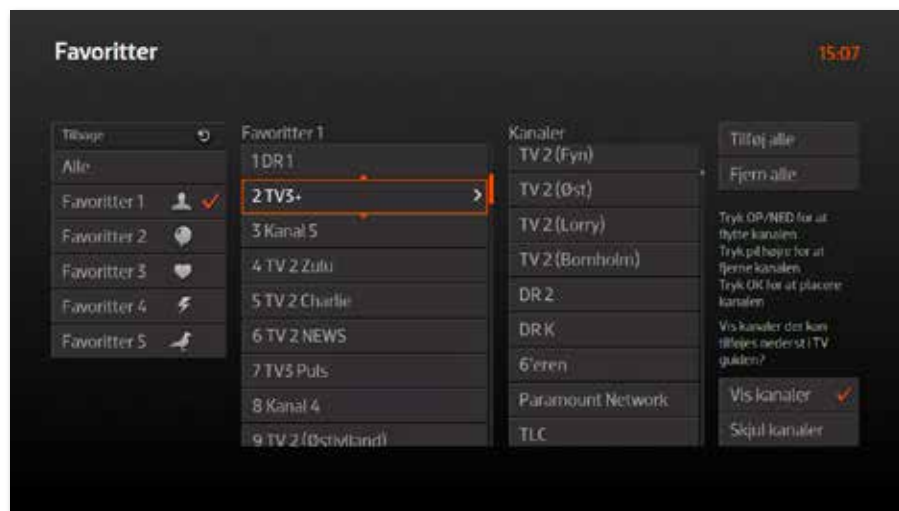 Favoritter
15:07
Tilbage
Alle
Favoritter 1
Favoritter 2
Favoritter 3
Favoritter 4
Favoritter 5
Favoritter 1
1 DR 1
2 TV3+
3 Kanal 5
4 TV 2 Zulu
5 TV 2 Charlie
6 TV 2 NEWS
7 TV3 Puls
8 Kanal 4
9 TV 2 (Østjylland)
Kanaler
TV 2 (Fyn)
TV 2 (Øst)
TV 2 (Lorry)
TV 2 (Bornholm)
DR 2
DR K
6'eren
Paramount Network
TLC
Tilføj alle
Fjern alle
Tryk OP/NED for at
flytte kanalen
Tryk pil højre for at
fjerne kanalen
Tryk OK for at placere
kanalen
Vis kanaler der kan
tilføjes nederst i TV
guiden?
Vis kanaler
Skjul kanaler